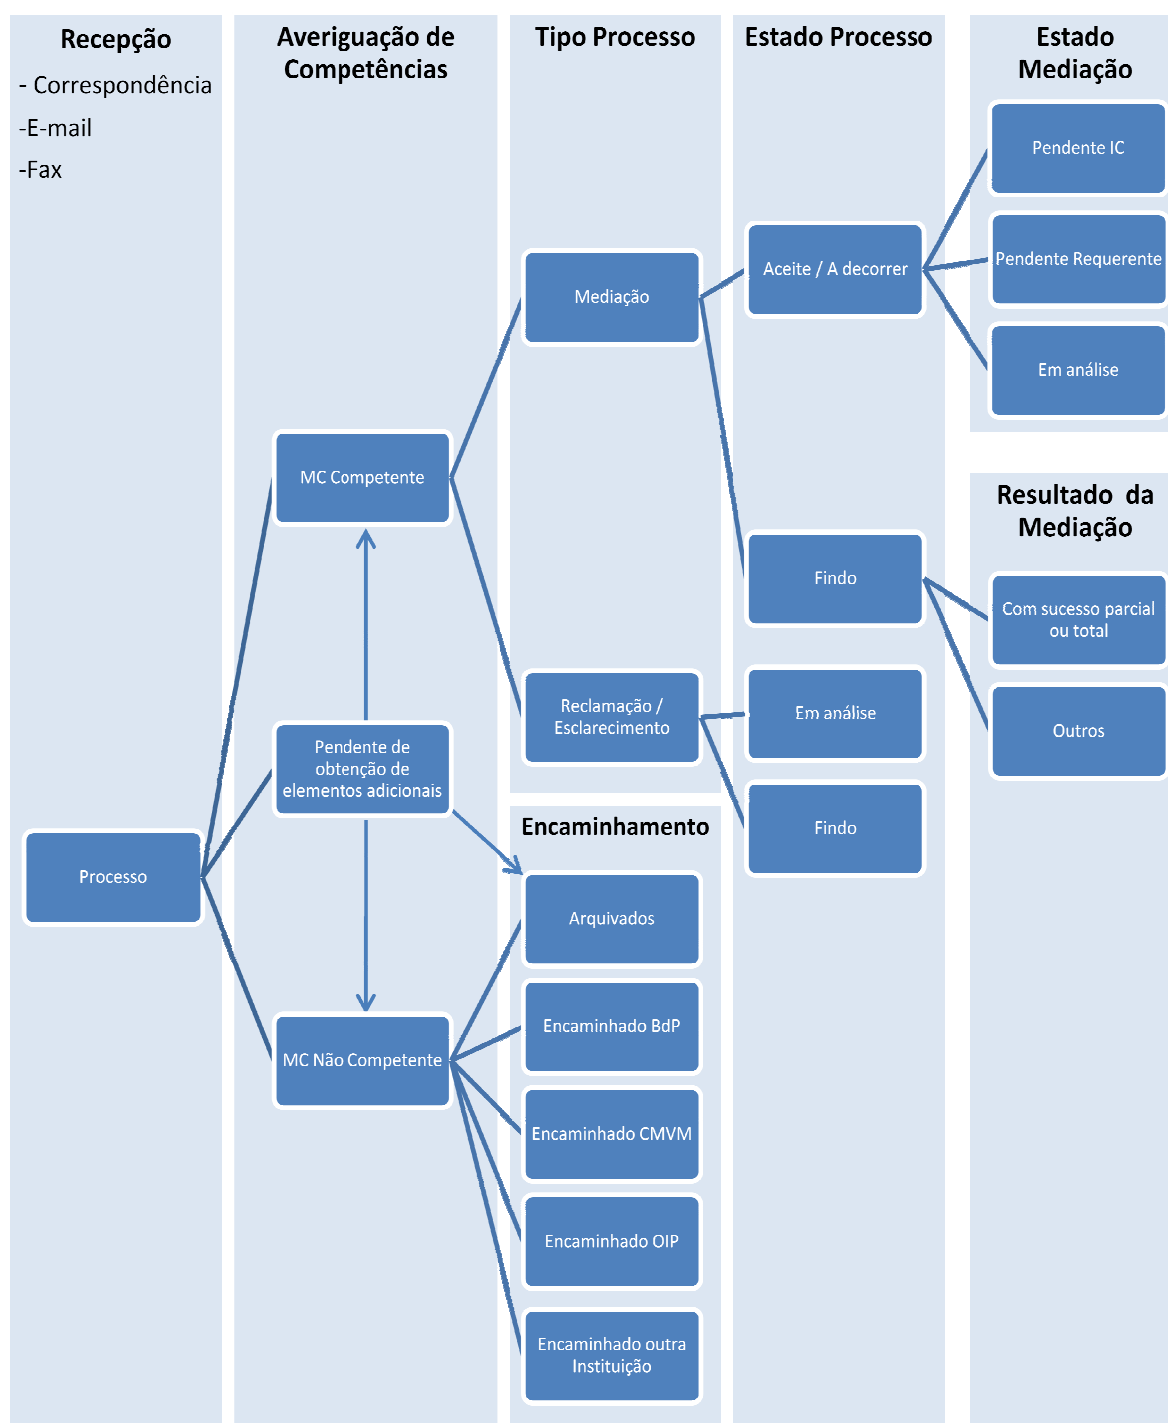 Recepção
- Correspondência
-E-mail
-Fax
Processo
Averiguação de
Competências
MC Competente
Pendente de
obtenção de
elementos adicionais
MC Não Competente
Tipo Processo
Mediação
Reclamação /
Esclarecimento
Encaminhamento
Arquivados
Encaminhado BdP
Encaminhado CMVM
Encaminhado OIP
Encaminhado outra
Instituição
Estado Processo
Aceite / A decorrer
Findo
Em análise
Findo
Estado
Mediação
Pendente IC
Pendente Requerente
Em análise
Resultado da
Mediação
Com sucesso parcial
ou total
Outros